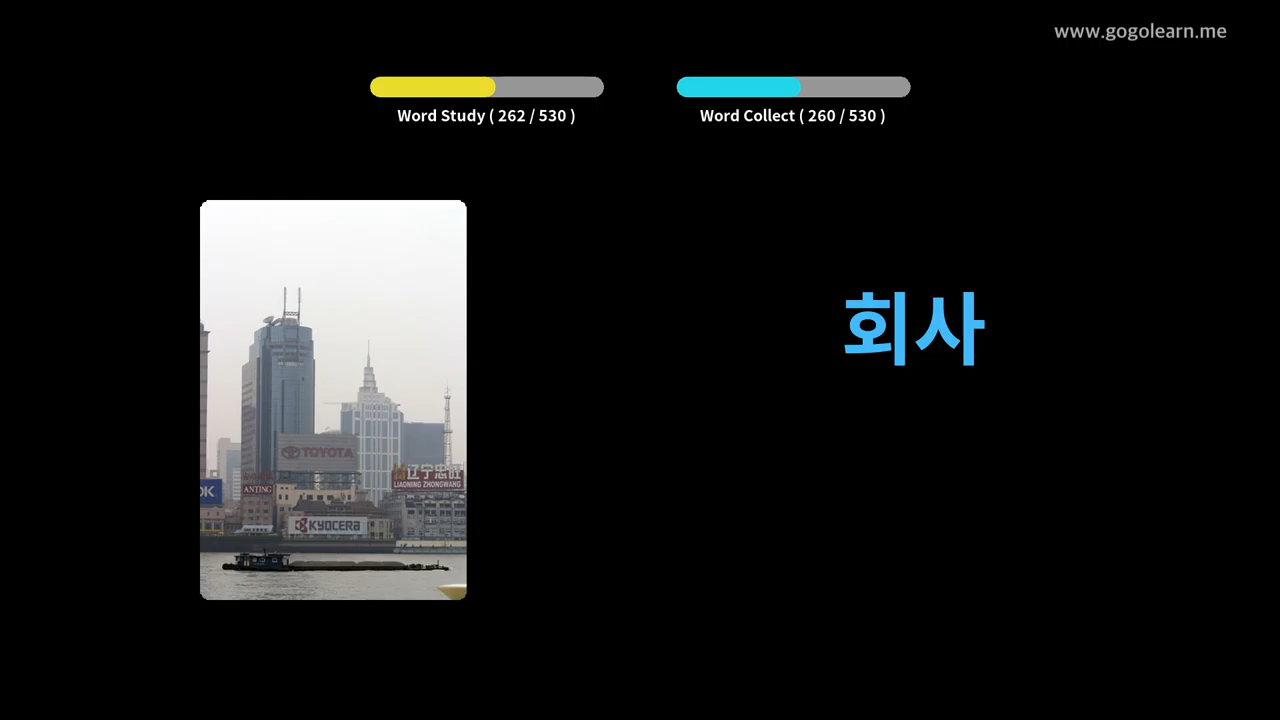 www.gogolearn.me
Word Study ( 262 / 530 )
Word Collect ( 260 / 530 )
회사
TOYOTA
辽宁忠旺
LIAONING ZHONGWANG
OK
ANTING
KYOCERA